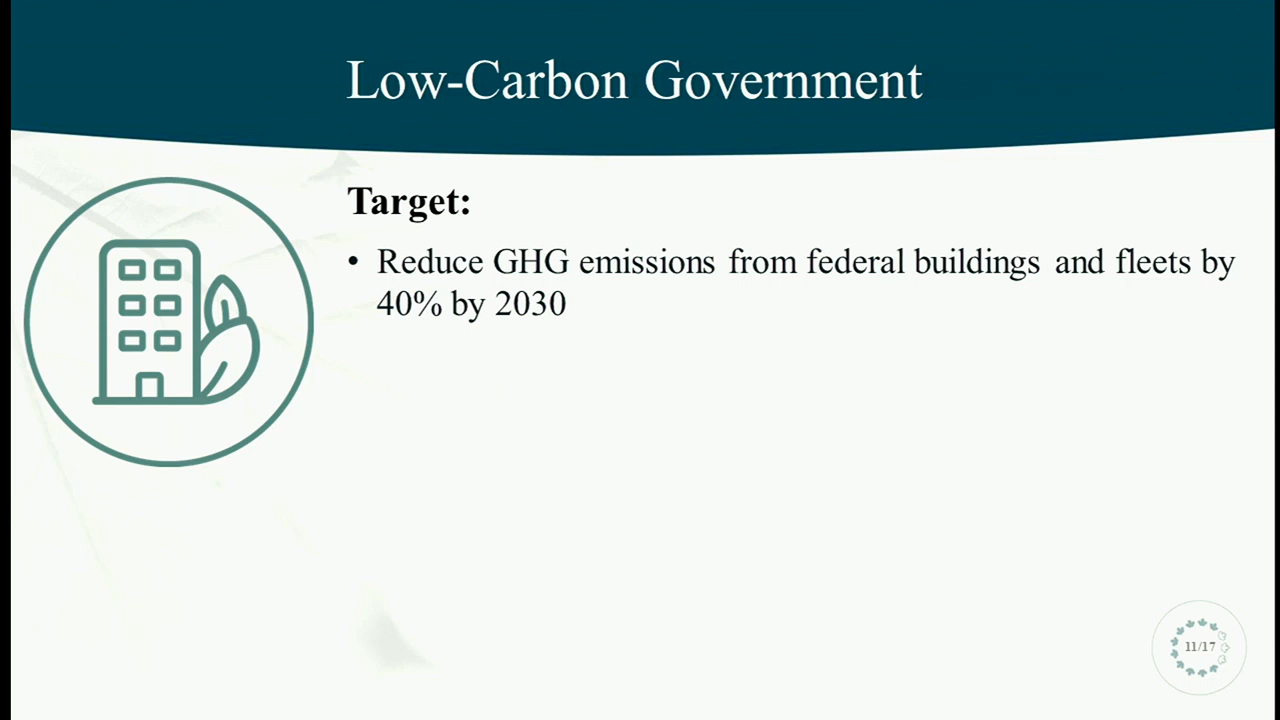 Low-Carbon Government
Target:
• Reduce GHG emissions from federal buildings and fleets by
40% by 2030
11/17